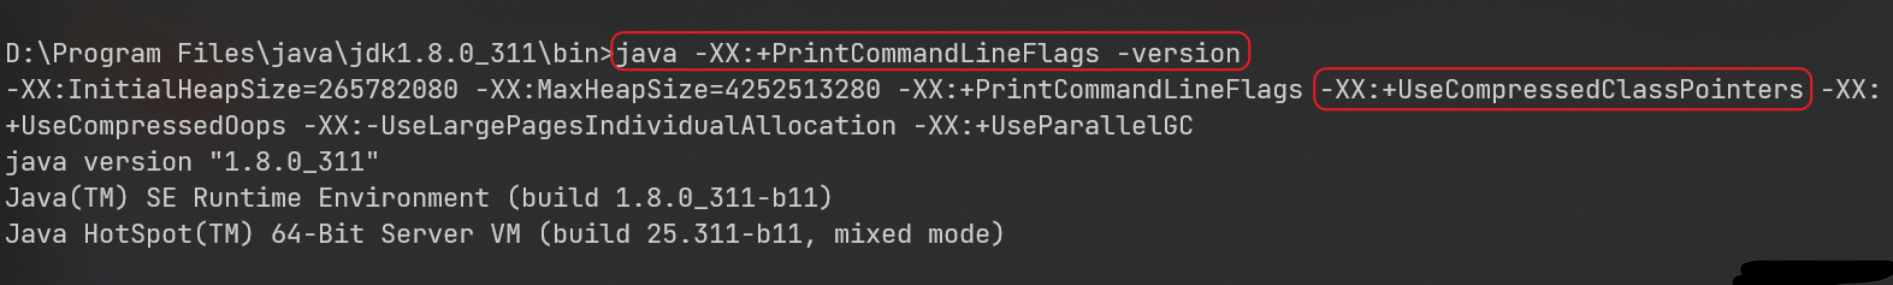 D:\Program Files\java\jdk1.8.0_311\bin>java -XX:+PrintCommandLineFlags -version
-XX:InitialHeapSize=265782080 -XX:MaxHeapSize=4252513280 -XX:+PrintCommandLineFlags -XX:+UseCompressedClassPointers -XX:
+UseCompressedOops -XX:-UseLargePagesIndividualAllocation -XX:+UseParallelGC
java version "1.8.0_311"
Java(TM) SE Runtime Environment (build 1.8.0_311-b11)
Java HotSpot(TM) 64-Bit Server VM (build 25.311-b11, mixed mode)